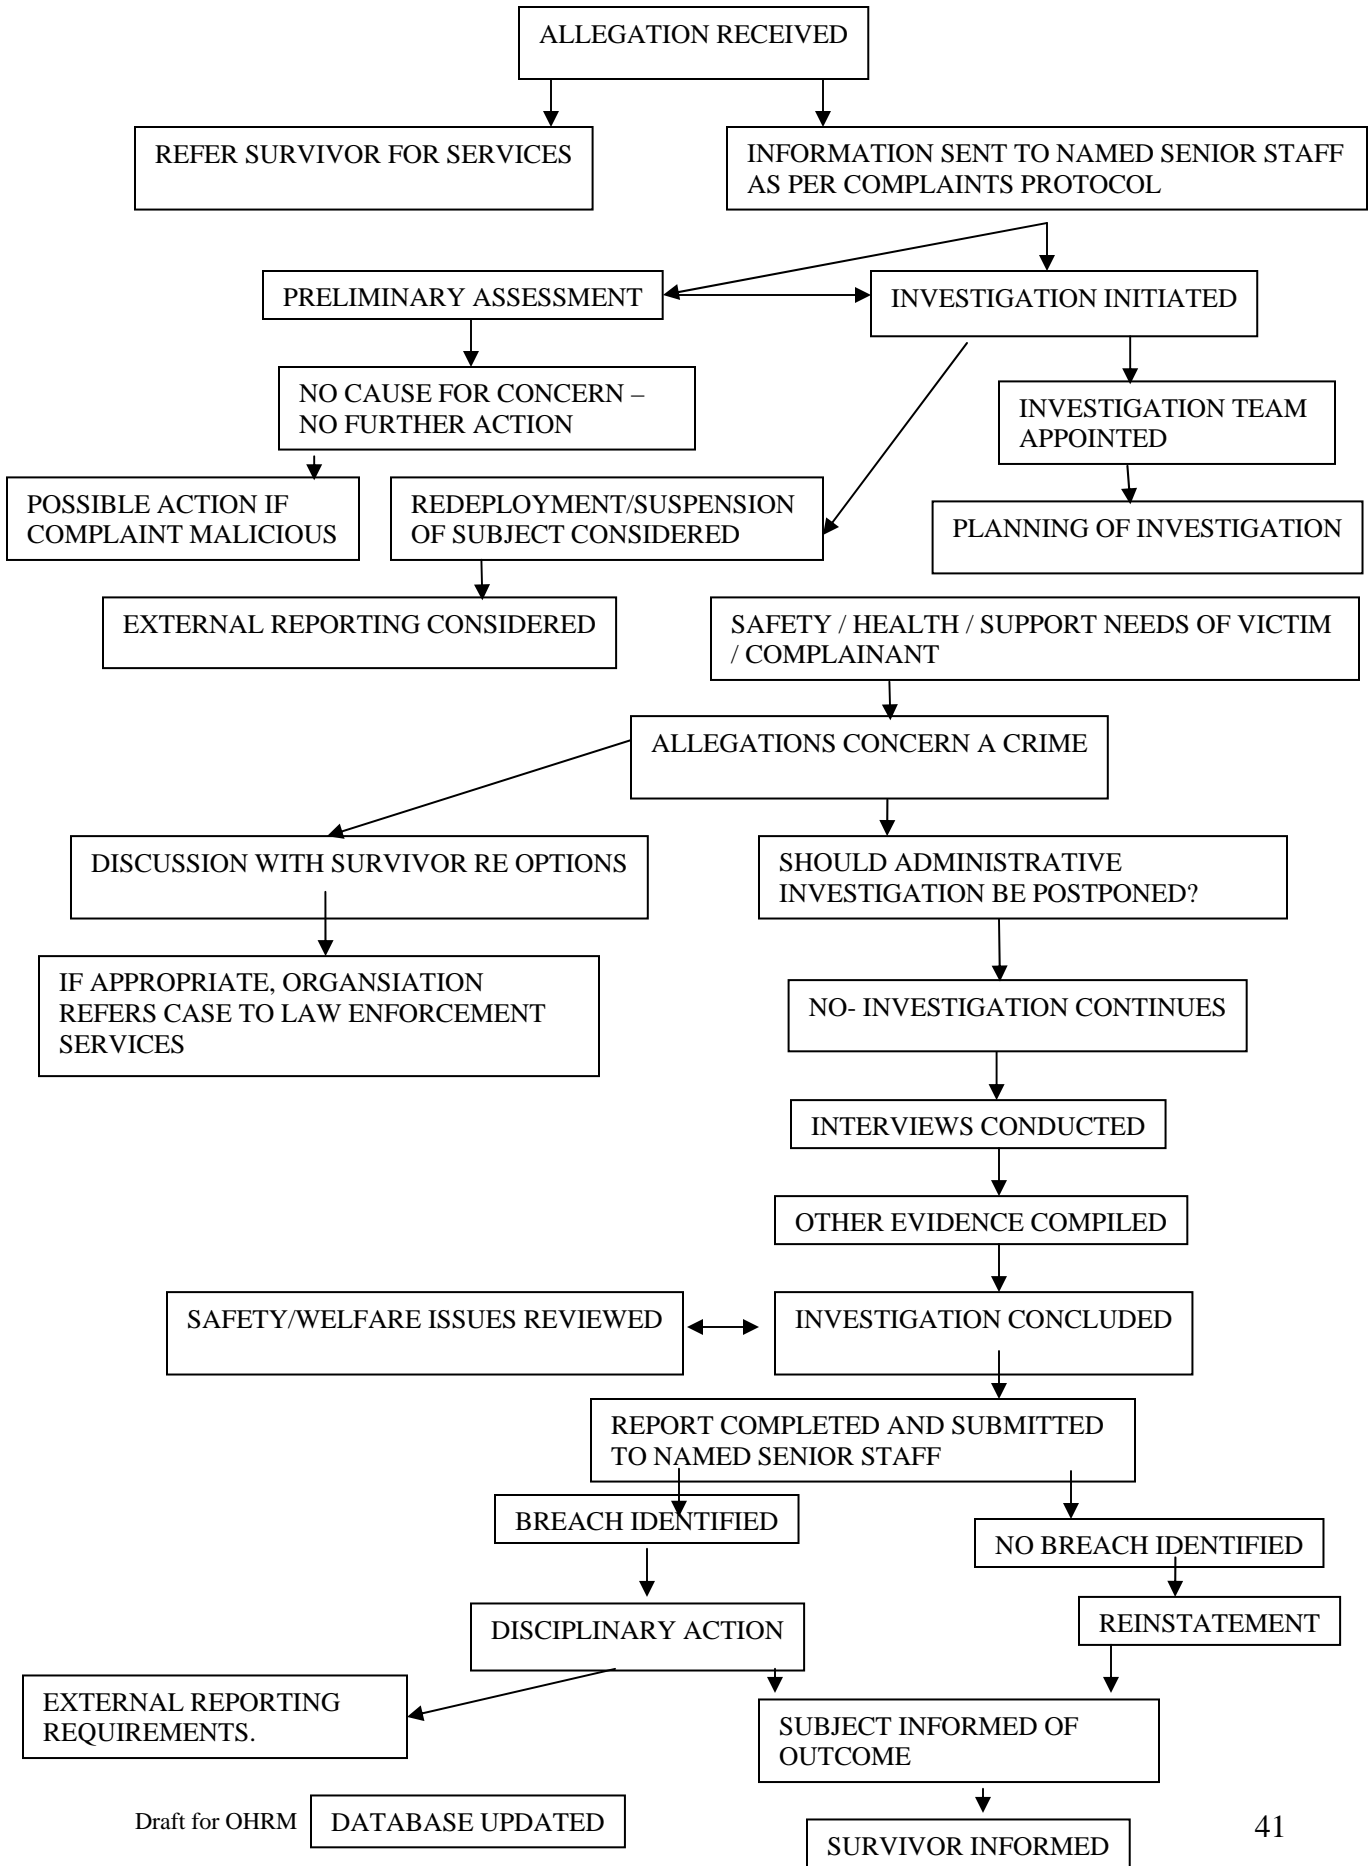 ALLEGATION RECEIVED
REFER SURVIVOR FOR SERVICES
INFORMATION SENT TO NAMED SENIOR STAFF
AS PER COMPLAINTS PROTOCOL
PRELIMINARY ASSESSMENT
INVESTIGATION INITIATED
NO CAUSE FOR CONCERN –
NO FURTHER ACTION
INVESTIGATION TEAM
APPOINTED
POSSIBLE ACTION IF
COMPLAINT MALICIOUS
REDEPLOYMENT/SUSPENSION
OF SUBJECT CONSIDERED
PLANNING OF INVESTIGATION
EXTERNAL REPORTING CONSIDERED
SAFETY / HEALTH / SUPPORT NEEDS OF VICTIM
/ COMPLAINANT
ALLEGATIONS CONCERN A CRIME
DISCUSSION WITH SURVIVOR RE OPTIONS
SHOULD ADMINISTRATIVE
INVESTIGATION BE POSTPONED?
IF APPROPRIATE, ORGANSIATION
REFERS CASE TO LAW ENFORCEMENT
SERVICES
NO- INVESTIGATION CONTINUES
INTERVIEWS CONDUCTED
OTHER EVIDENCE COMPILED
SAFETY/WELFARE ISSUES REVIEWED
INVESTIGATION CONCLUDED
REPORT COMPLETED AND SUBMITTED
TO NAMED SENIOR STAFF
BREACH IDENTIFIED
NO BREACH IDENTIFIED
DISCIPLINARY ACTION
REINSTATEMENT
EXTERNAL REPORTING
REQUIREMENTS.
SUBJECT INFORMED OF
OUTCOME
Draft for OHRM
DATABASE UPDATED
SURVIVOR INFORMED
41